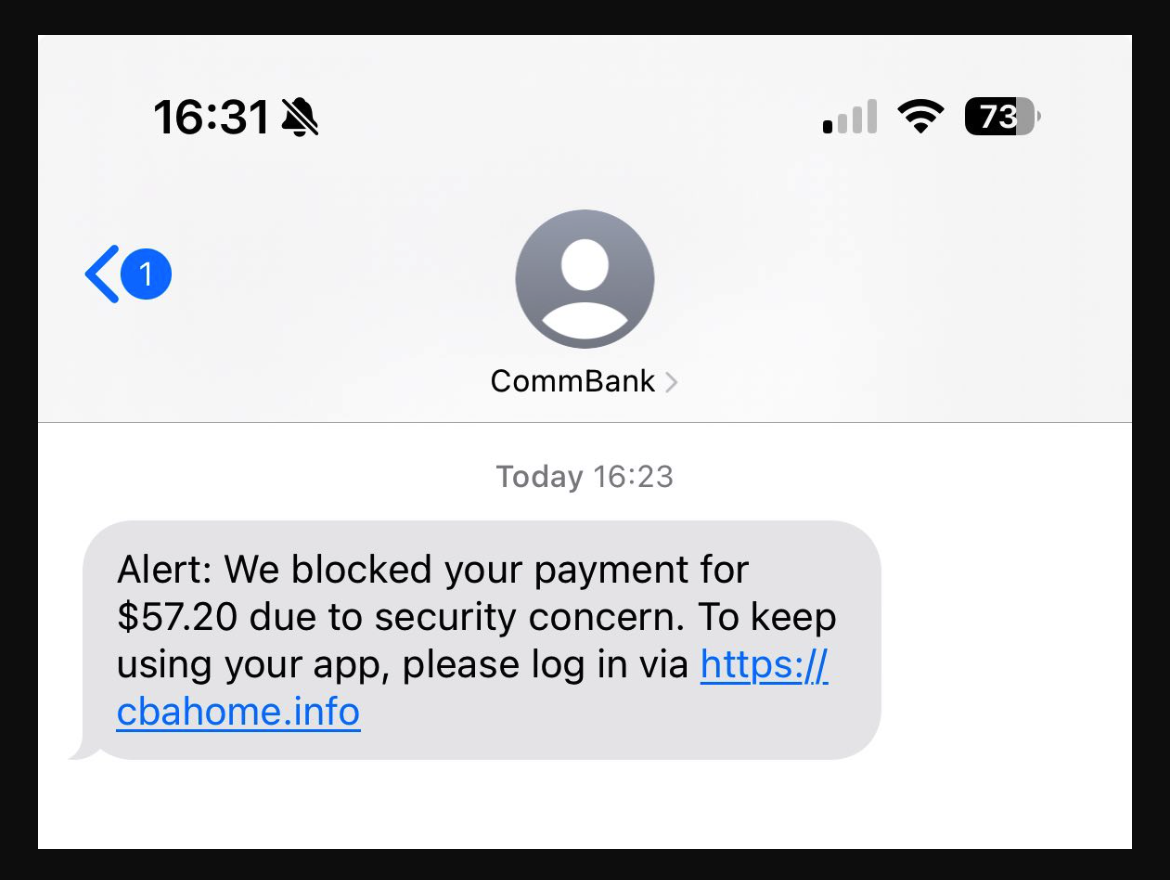 16:31
73
1
CommBank
Today 16:23
Alert: We blocked your payment for
$57.20 due to security concern. To keep
using your app, please log in via https://
cbahome.info